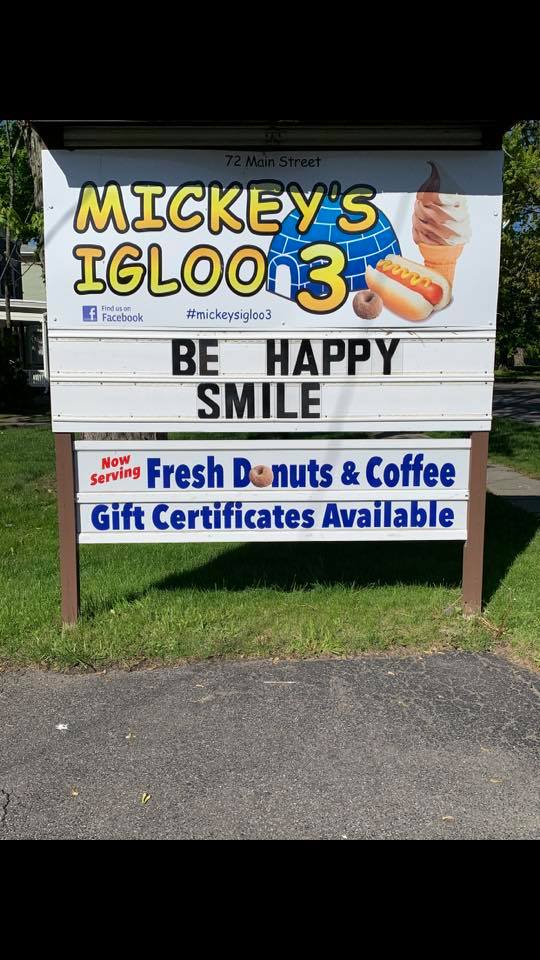 72 Main Street
MICKEY'S
IGLOO 3
f Find us on
Facebook
#mickeysigloo3
BE HAPPY
SMILE
Now
Serving
Fresh Donuts & Coffee
Gift Certificates Available